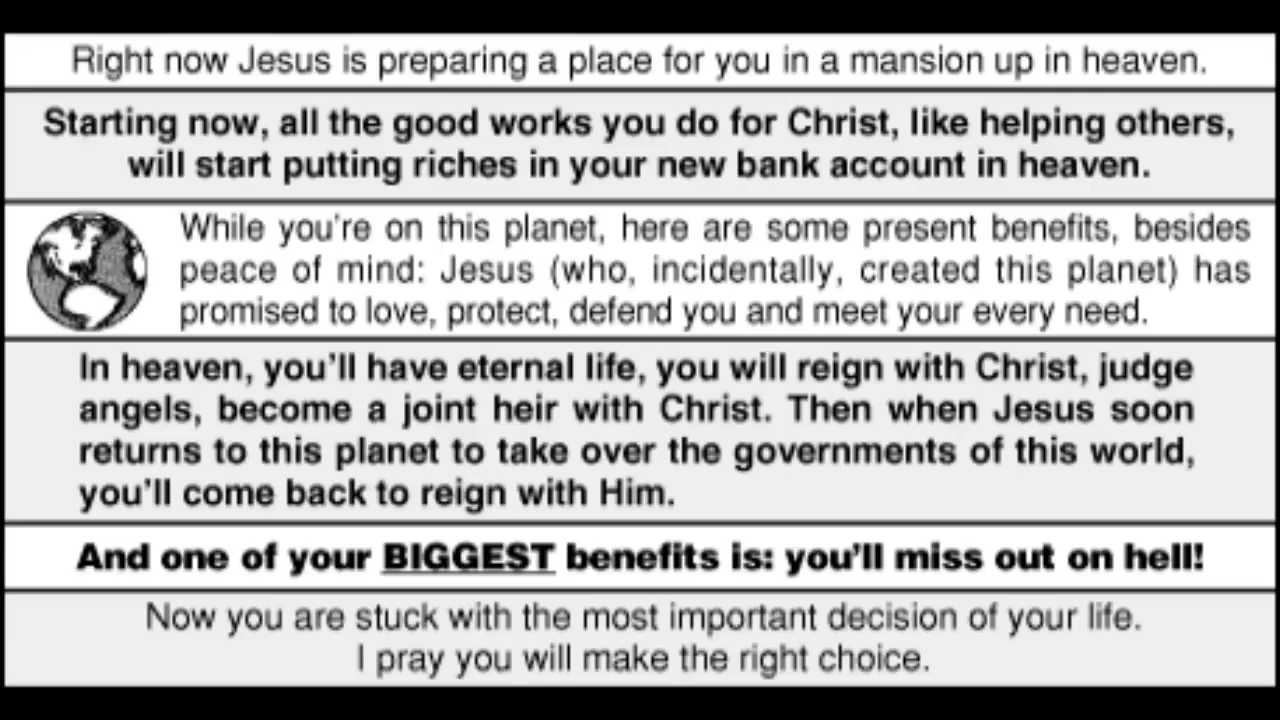 Right now Jesus is preparing a place for you in a mansion up in heaven.
Starting now, all the good works you do for Christ, like helping others,
will start putting riches in your new bank account in heaven.
While you're on this planet, here are some present benefits, besides
peace of mind: Jesus (who, incidentally, created this planet) has
promised to love, protect, defend you and meet your every need.
In heaven, you'll have eternal life, you will reign with Christ, judge
angels, become a joint heir with Christ. Then when Jesus soon
returns to this planet to take over the governments of this world,
you'll come back to reign with Him.
And one of your BIGGEST benefits is: you'll miss out on hell!
Now you are stuck with the most important decision of your life.
I pray you will make the right choice.